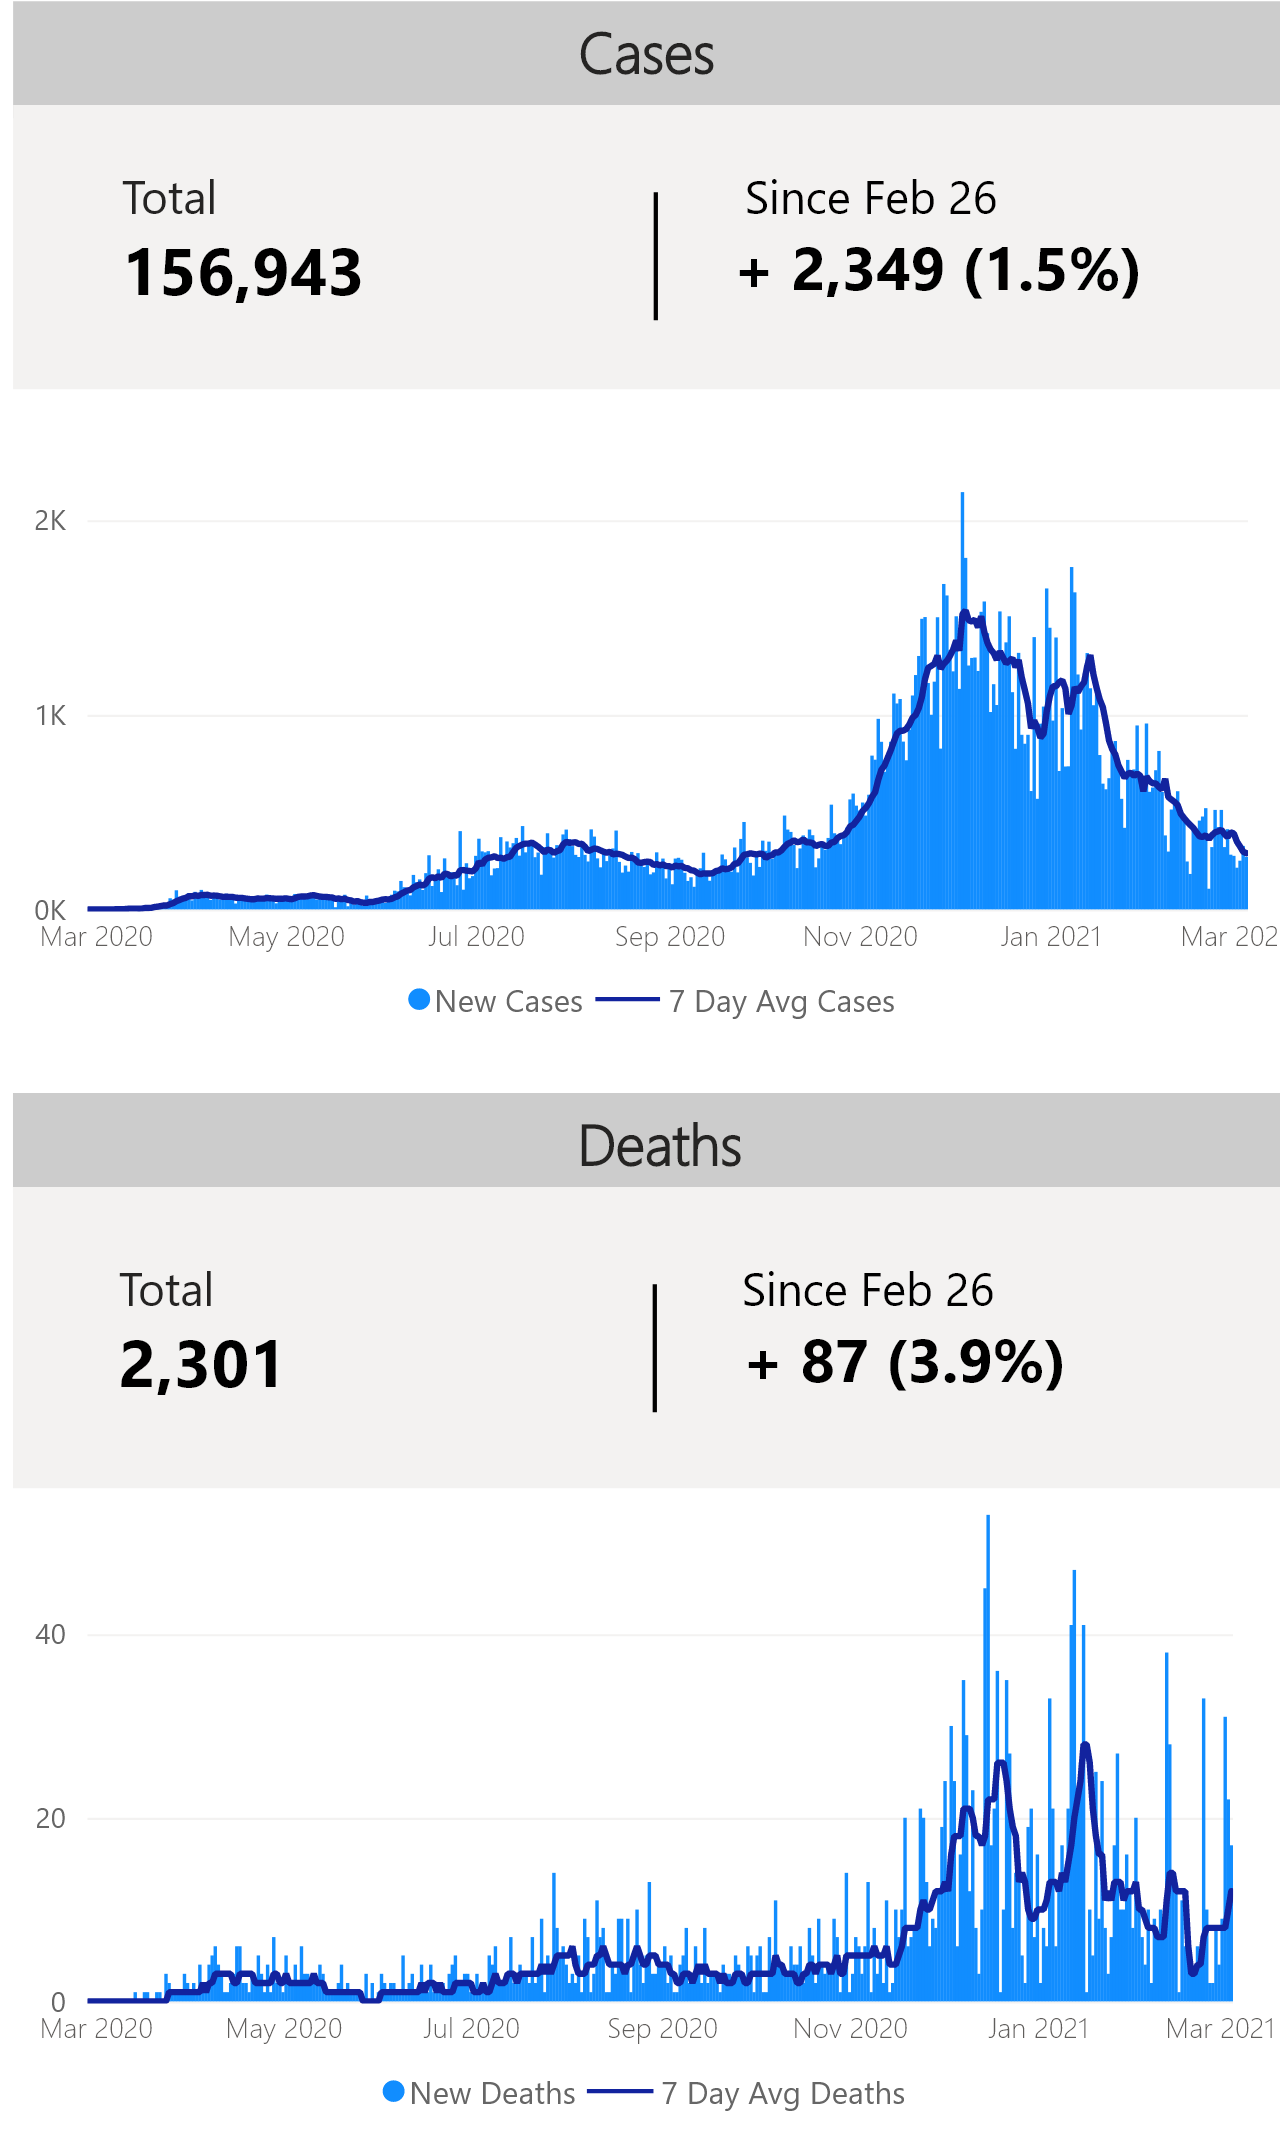 Cases
Total
Since Feb 26
156,943
+ 2,349 (1.5%)
2K
1K
0K
Mar 2020 May 2020 Jul 2020 Sep 2020 Nov 2020 Jan 2021 Mar 202
New Cases 7 Day Avg Cases
Deaths
Total
Since Feb 26
2,301
+ 87 (3.9%)
40
20
0
Mar 2020 May 2020 Jul 2020 Sep 2020 Nov 2020 Jan 2021 Mar 2021
New Deaths 7 Day Avg Deaths